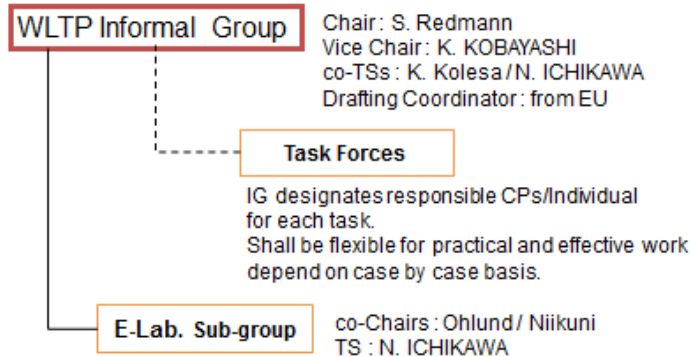 WLTP Informal Group
Chair : S. Redmann
Vice Chair : K. KOBAYASHI
co-TSs : K. Kolesa / N. ICHIKAWA
Drafting Coordinator : from EU
Task Forces
IG designates responsible CPs/Individual
for each task.
Shall be flexible for practical and effective work
depend on case by case basis.
E-Lab. Sub-group
co-Chairs : Ohlund / Niikuni
TS : N. ICHIKAWA